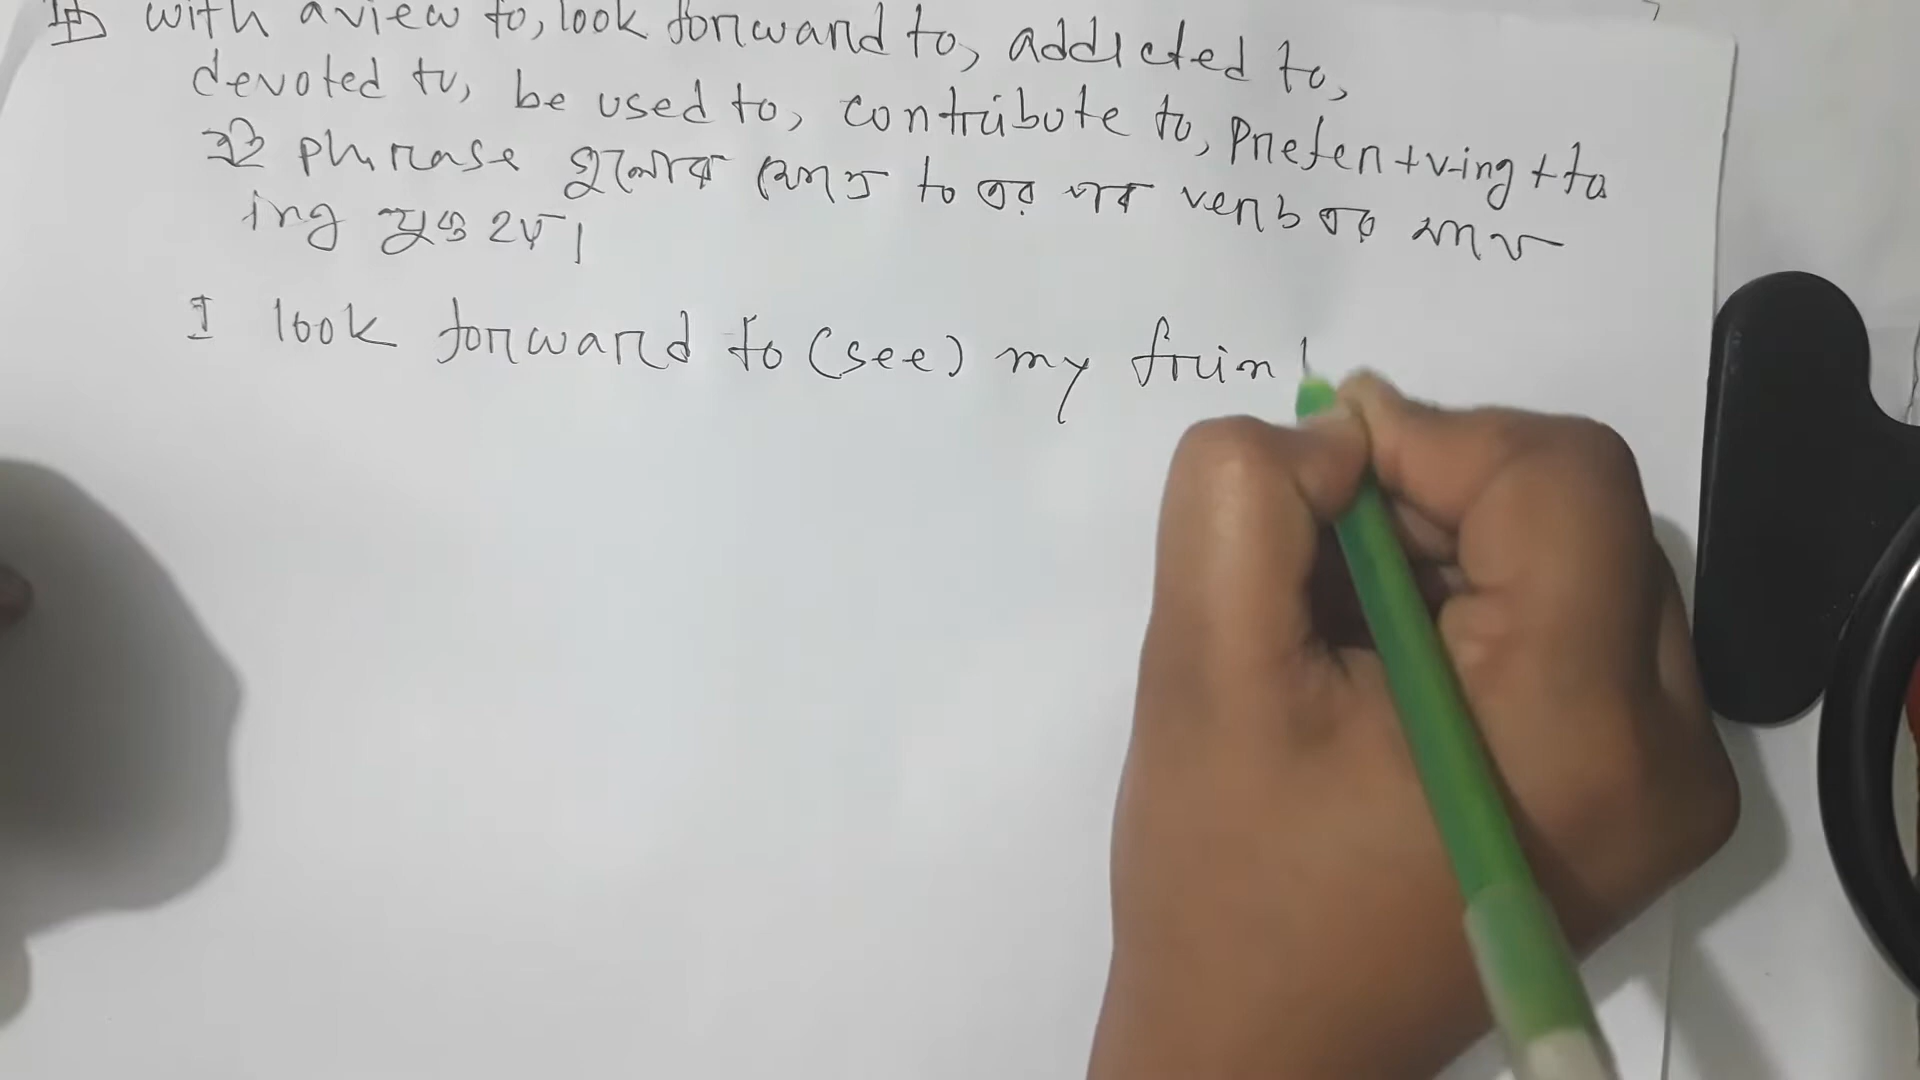 with a view to, look forward to, addicted to,
devoted to, be used to, contribute to, Prefer+v-ing+to
এই phrase গুলোর শেষে to এর পর verb এর সাথে
ing যুক্ত হয়।
I look forward to (see) my frien